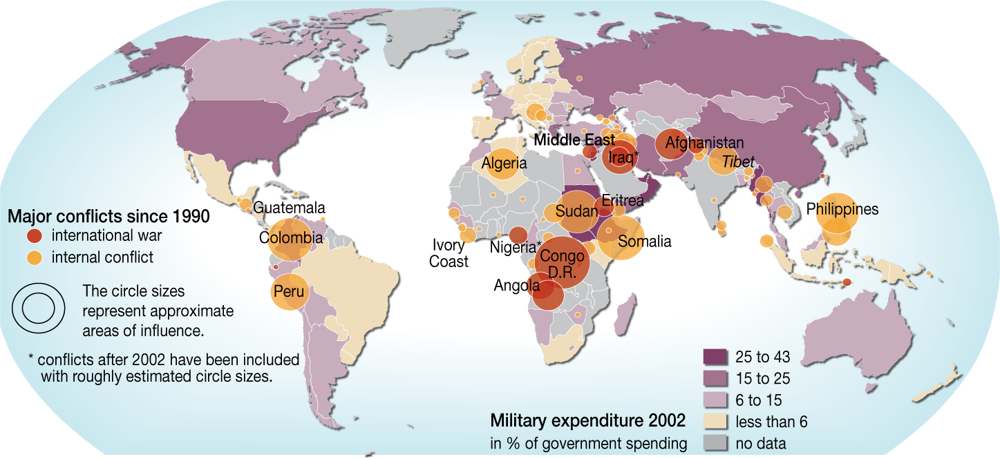 Middle East
Afghanistan
Iraq*
Tibet
Algeria
Eritrea
Sudan
Philippines
Guatemala
Major conflicts since 1990
international war
internal conflict
Colombia
Ivory
Coast
Nigeria*
Somalia
Congo
D.R.
Angola
Peru
The circle sizes
represent approximate
areas of influence.
* conflicts after 2002 have been included
with roughly estimated circle sizes.
Military expenditure 2002
in % of government spending
25 to 43
15 to 25
6 to 15
less than 6
no data